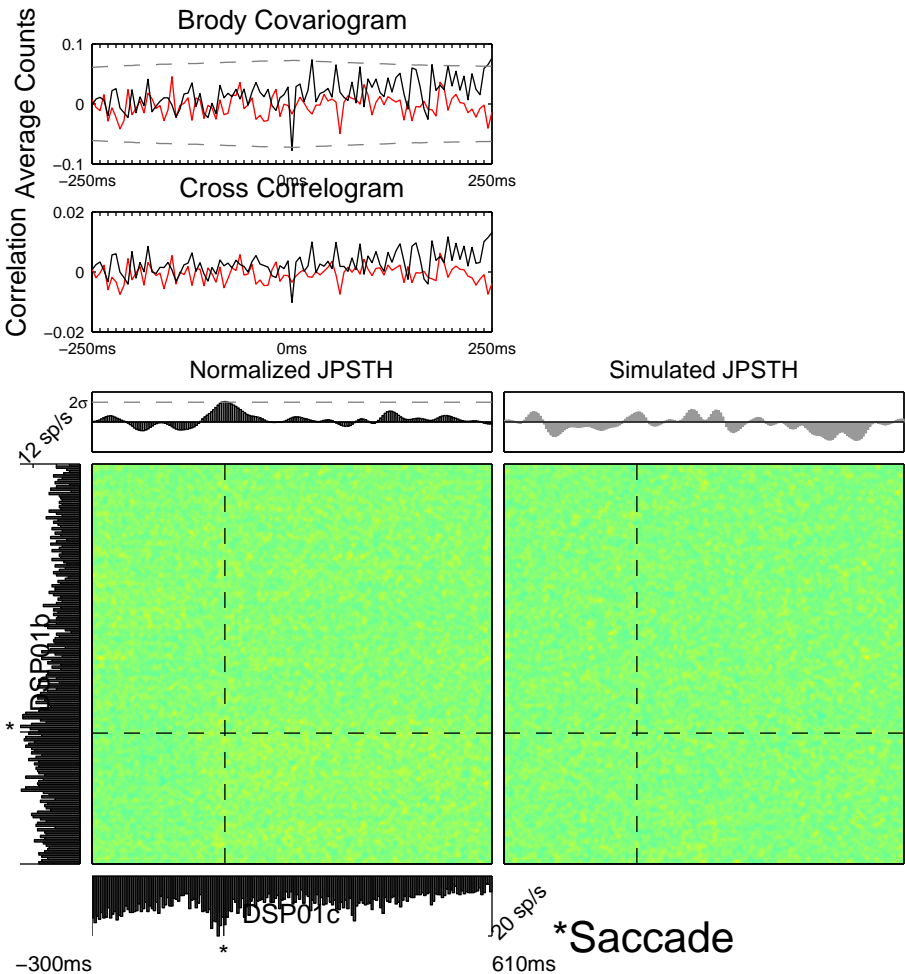 Brody Covariogram
Average Counts
0.1
0
−0.1
−250ms
0ms
250ms
Cross Correlogram
Correlation
0.02
0
−0.02
−250ms
0ms
250ms
Normalized JPSTH
Simulated JPSTH
2σ
12 sp/s
DSP01b
*
DSP01c
*
20 sp/s
*Saccade
−300ms
610ms